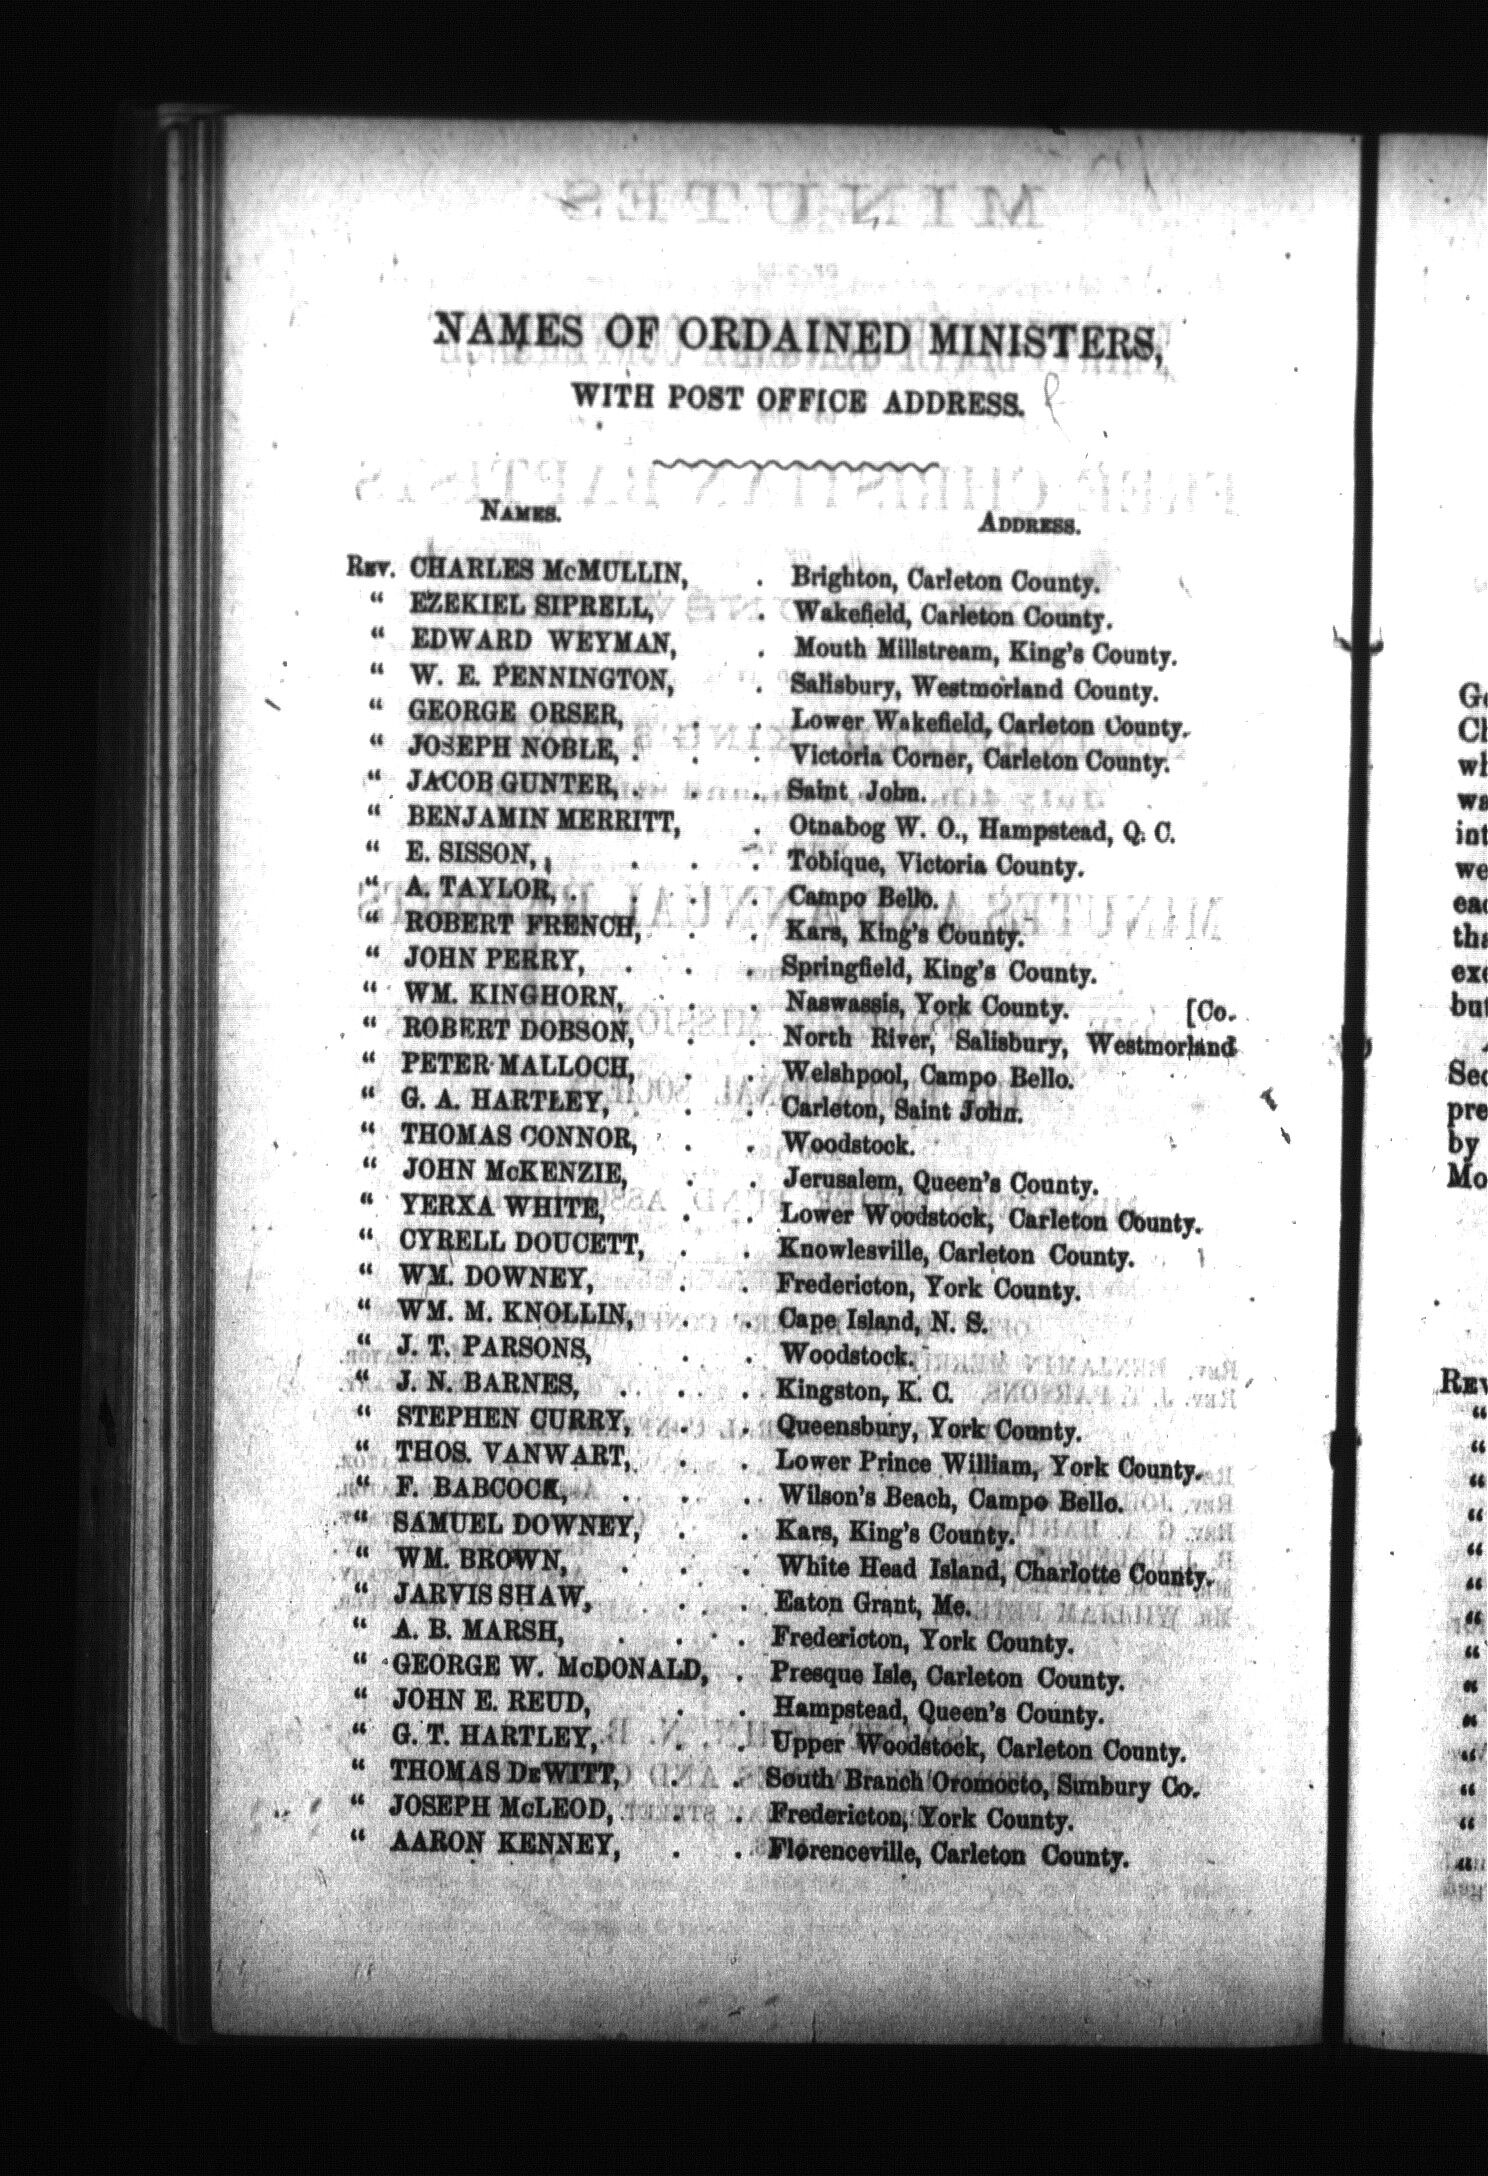 NAMES OF ORDAINED MINISTERS,
WITH POST OFFICE ADDRESS.
NAMES. ADDRESS.
REV. CHARLES McMULLIN, . Brighton, Carleton County.
“ EZEKIEL SIPRELL, . Wakefield, Carleton County.
“ EDWARD WEYMAN, . Mouth Millstream, King's County.
“ W. E. PENNINGTON, . Salisbury, Westmorland County.
“ GEORGE ORSER, . . Lower Wakefield, Carleton County.
“ JOSEPH NOBLE, . . . Victoria Corner, Carleton County.
“ JACOB GUNTER, . . . Saint John.
“ BENJAMIN MERRITT, . Otnabog W. O., Hampstead, Q. C.
“ E. SISSON, . . . Tobique, Victoria County.
“ A. TAYLOR, . . . . Campo Bello.
“ ROBERT FRENCH, . . Kars, King's County.
“ JOHN PERRY, . . . Springfield, King's County.
“ WM. KINGHORN, . . Naswassis, York County. [Co.
“ ROBERT DOBSON, . . North River, Salisbury, Westmorland
“ PETER MALLOCH, . . Welshpool, Campo Bello.
“ G. A. HARTLEY, . . . Carleton, Saint John.
“ THOMAS CONNOR, . . Woodstock.
“ JOHN McKENZIE, . . Jerusalem, Queen's County.
“ YERXA WHITE, . . Lower Woodstock, Carleton County.
“ CYRELL DOUCETT, . . Knowlesville, Carleton County.
“ WM. DOWNEY, . . Fredericton, York County.
“ WM. M. KNOLLIN, . . Cape Island, N. S.
“ J. T. PARSONS, . . Woodstock.
“ J. N. BARNES, . . . Kingston, K. C.
“ STEPHEN CURRY, . . Queensbury, York County.
“ THOS. VANWART, . . Lower Prince William, York County.
“ F. BABCOCK, . . . Wilson's Beach, Campo Bello.
“ SAMUEL DOWNEY, . . Kars, King's County.
“ WM. BROWN, . . . White Head Island, Charlotte County.
“ JARVIS SHAW, . . . Eaton Grant, Me.
“ A. B. MARSH, . . . Fredericton, York County.
“ GEORGE W. McDONALD, . Presque Isle, Carleton County.
“ JOHN E. REUD, . . Hampstead, Queen's County.
“ G. T. HARTLEY, . . Upper Woodstock, Carleton County.
“ THOMAS DEWITT, . . South Branch Oromocto, Sunbury Co.
“ JOSEPH McLEOD, . . Fredericton, York County.
“ AARON KENNEY, . . Florenceville, Carleton County.